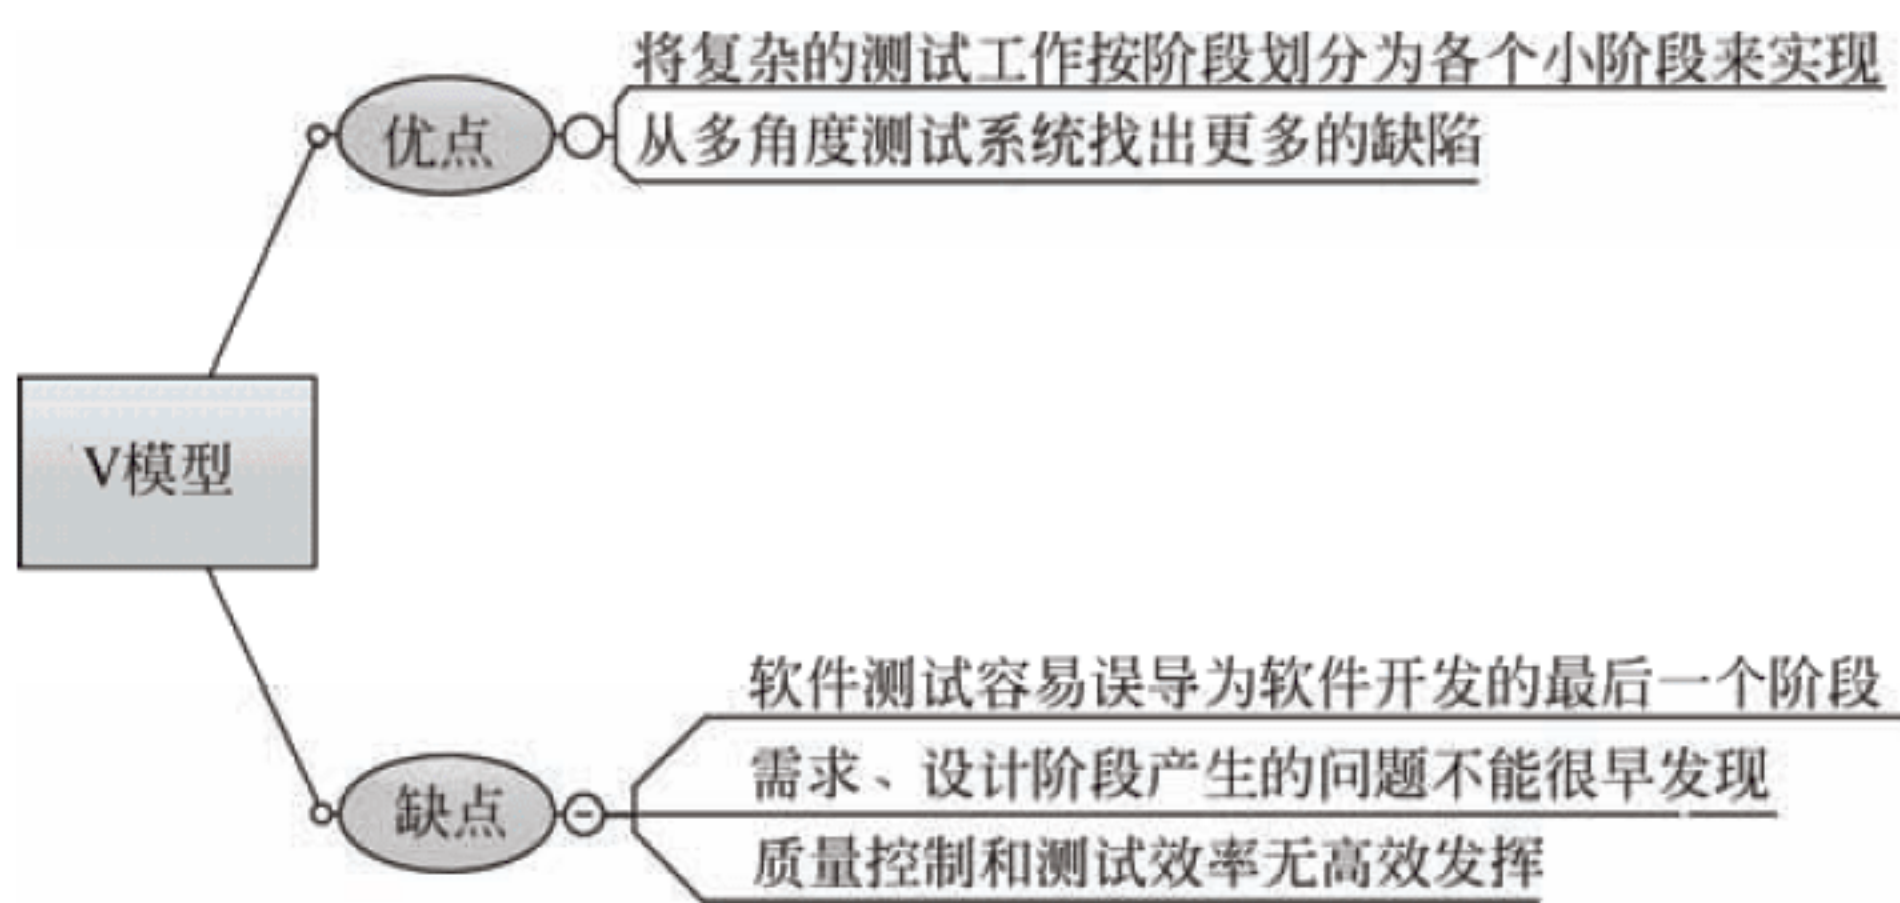 将复杂的测试工作按阶段划分为各个小阶段来实现
优点
从多角度测试系统找出更多的缺陷
V模型
软件测试容易误导为软件开发的最后一个阶段
需求、设计阶段产生的问题不能很早发现
缺点
质量控制和测试效率无高效发挥